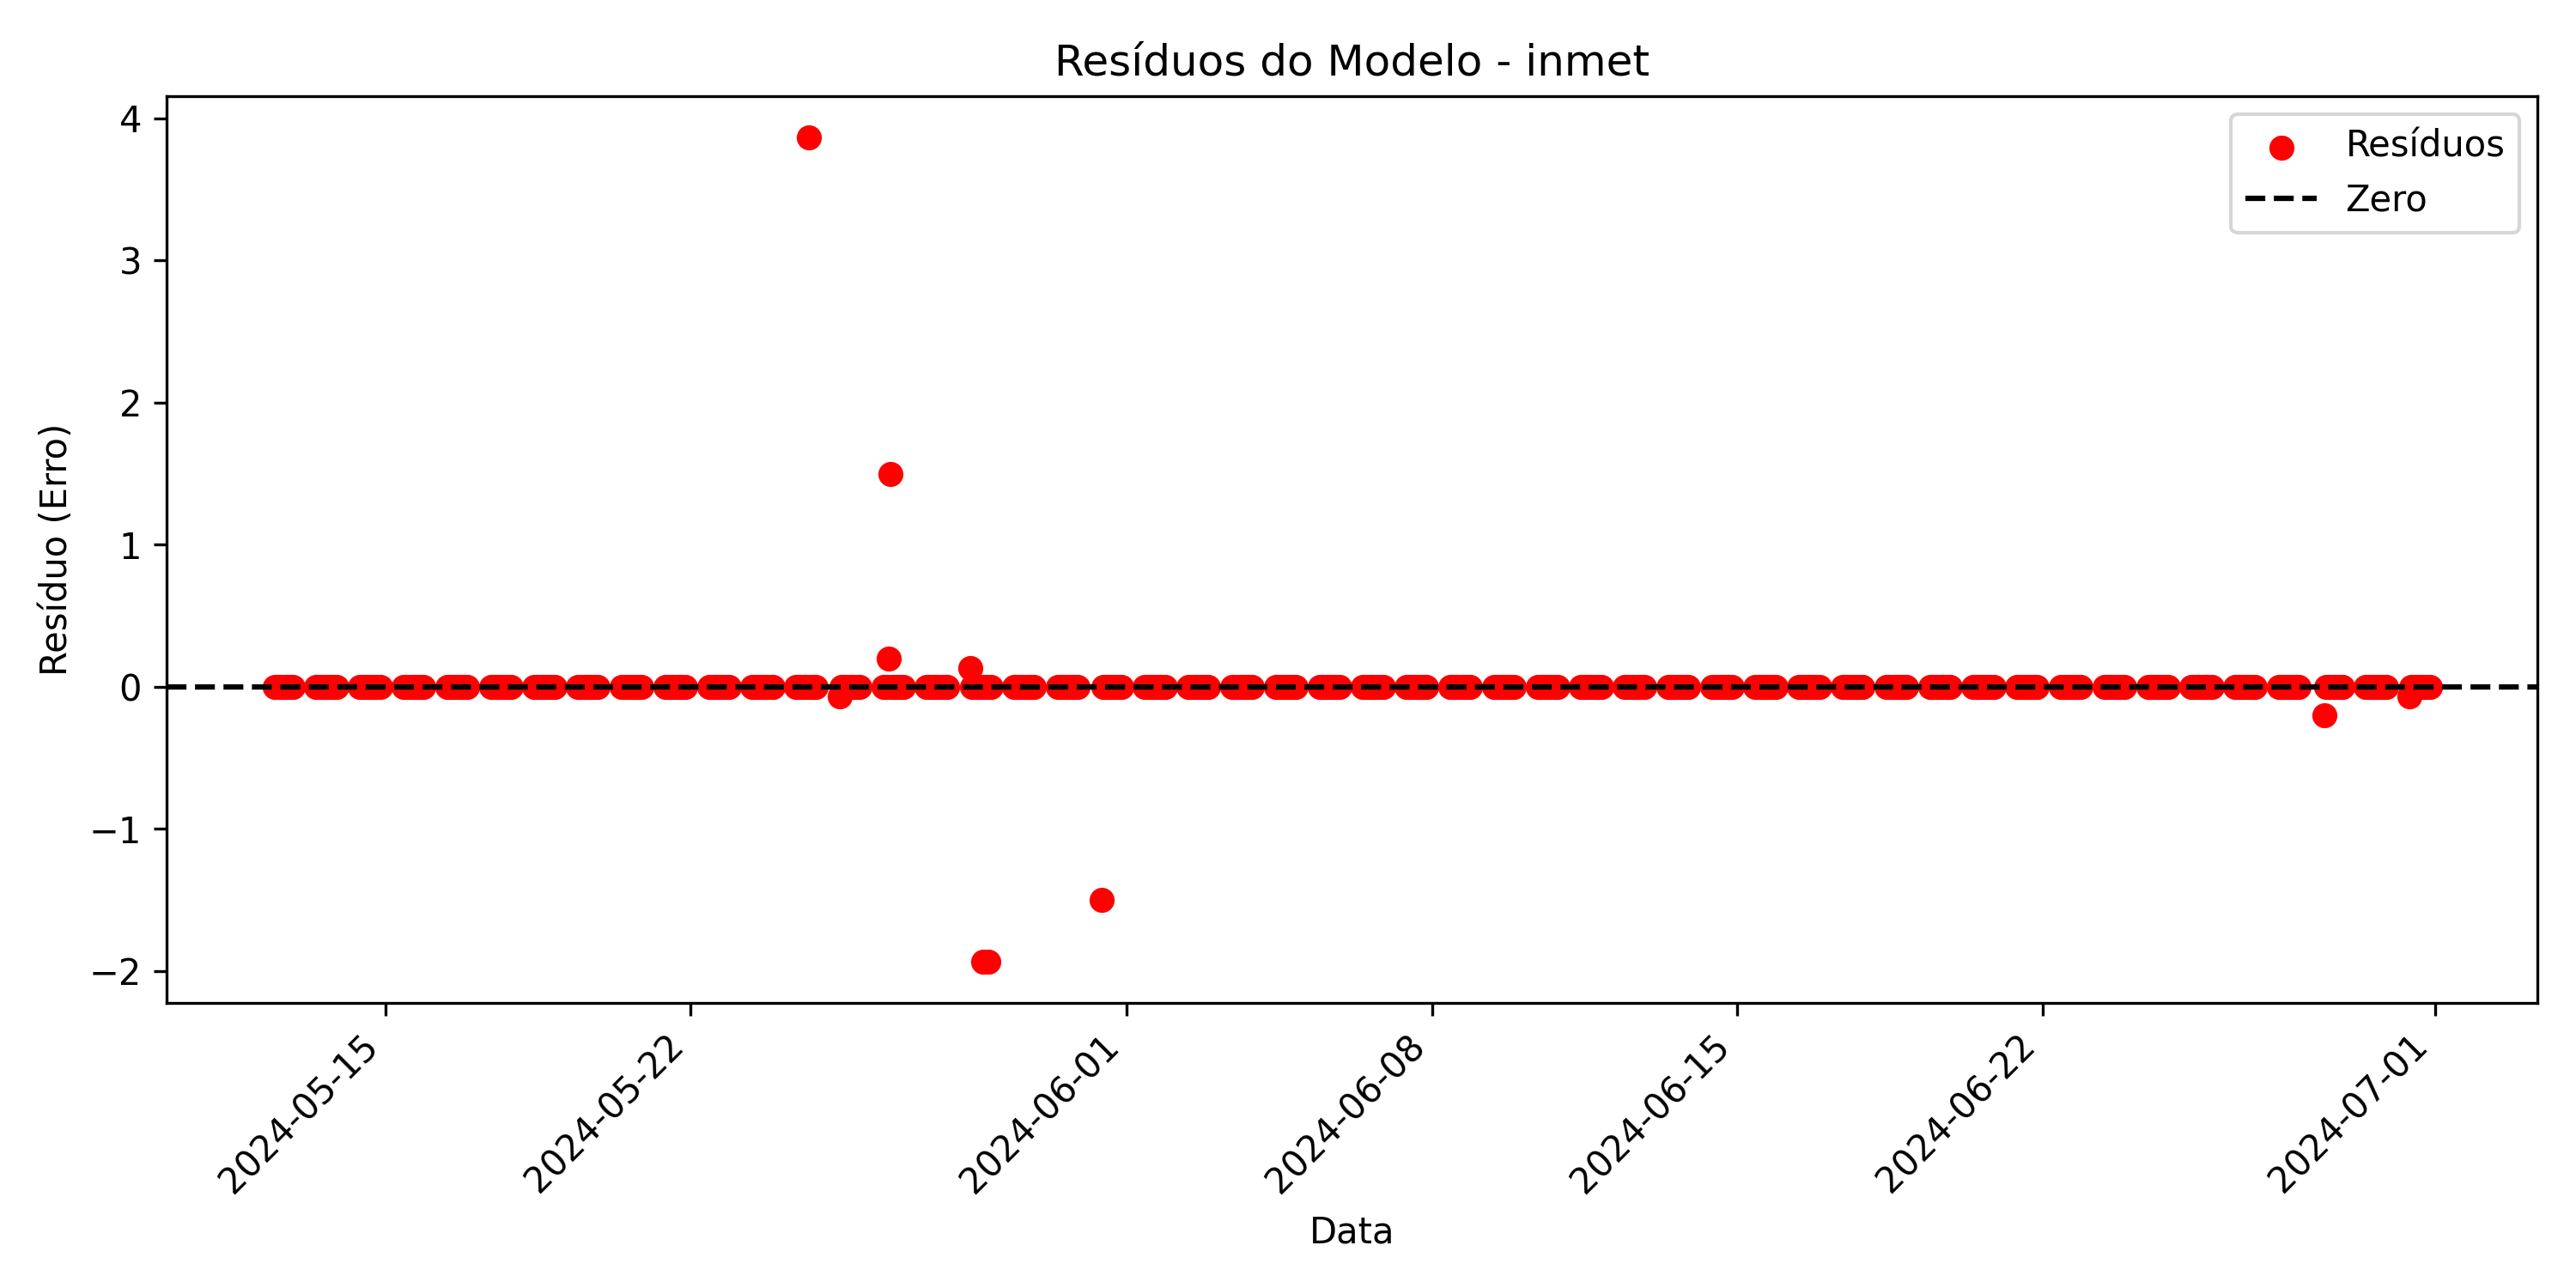 Resíduos do Modelo - inmet
Resíduos
Zero
Resíduo (Erro)
4
3
2
1
0
−1
−2
2024-05-15
2024-05-22
2024-06-01
2024-06-08
2024-06-15
2024-06-22
2024-07-01
Data